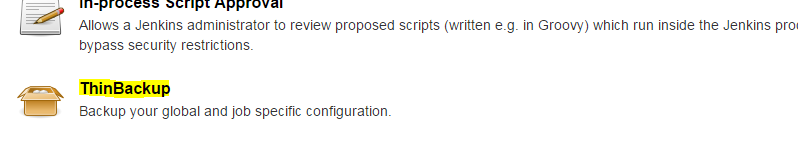 In-process Script Approval
Allows a Jenkins administrator to review proposed scripts (written e.g. in Groovy) which run inside the Jenkins
bypass security restrictions.
ThinBackup
Backup your global and job specific configuration.